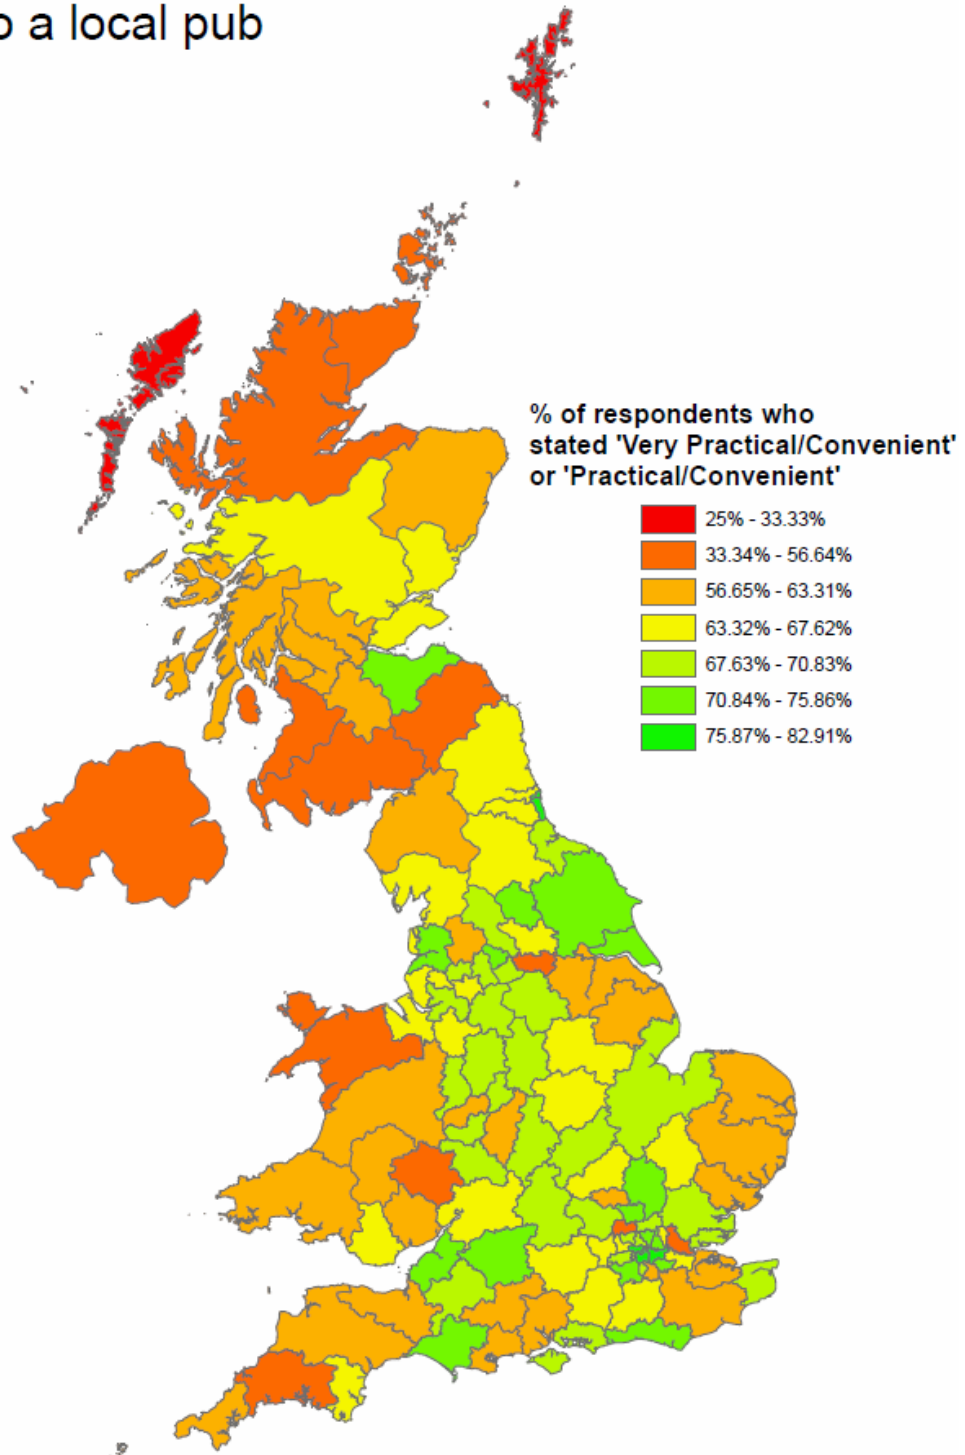 o a local pub
% of respondents who
stated 'Very Practical/Convenient'
or 'Practical/Convenient'
25% - 33.33%
33.34% - 56.64%
56.65% - 63.31%
63.32% - 67.62%
67.63% - 70.83%
70.84% - 75.86%
75.87% - 82.91%